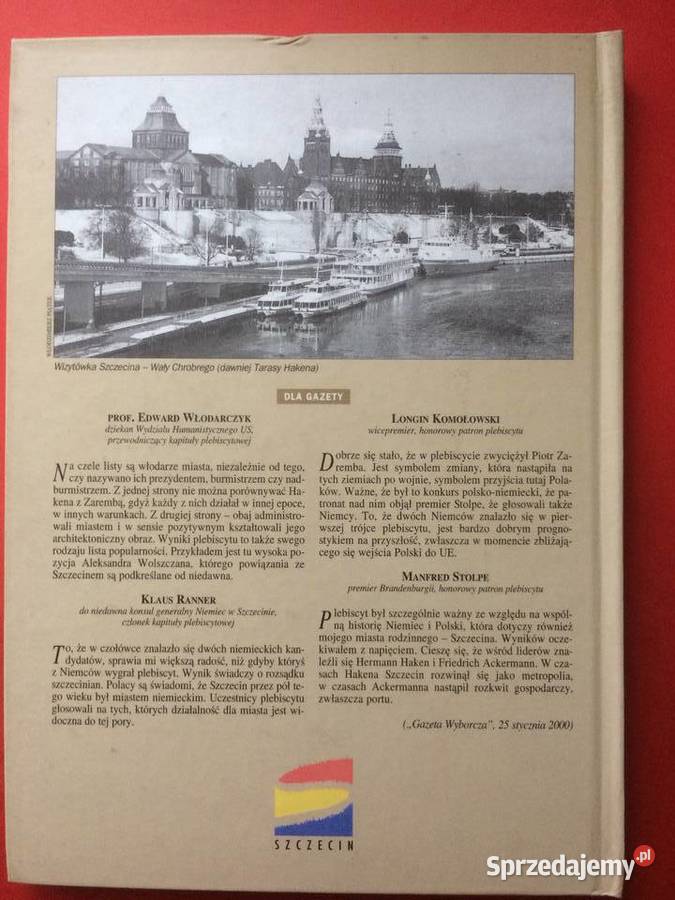 WŁODZIMIERZ PIĄTEK
Wizytówka Szczecina – Wały Chrobrego (dawniej Tarasy Hakena)
DLA GAZETY
PROF. EDWARD WŁODARCZYK
dziekan Wydziału Humanistycznego US,
przewodniczący kapituły plebiscytowej
Na czele listy są włodarze miasta, niezależnie od tego,
czy nazywano ich prezydentem, burmistrzem czy nad-
burmistrzem. Z jednej strony nie można porównywać Ha-
kena z Zarembą, gdyż każdy z nich działał w innej epoce,
w innych warunkach. Z drugiej strony – obaj administro-
wali miastem i w sensie pozytywnym kształtowali jego
architektoniczny obraz. Wyniki plebiscytu to także swego
rodzaju lista popularności. Przykładem jest tu wysoka po-
zycja Aleksandra Wolszczana, którego powiązania ze
Szczecinem są podkreślane od niedawna.
KLAUS RANNER
do niedawna konsul generalny Niemiec w Szczecinie,
członek kapituły plebiscytowej
To, że w czołówce znalazło się dwóch niemieckich kan-
dydatów, sprawia mi większą radość, niż gdyby któryś
z Niemców wygrał plebiscyt. Wynik świadczy o rozsądku
szczecinian. Polacy są świadomi, że Szczecin przez pół te-
go wieku był miastem niemieckim. Uczestnicy plebiscytu
głosowali na tych, których działalność dla miasta jest wi-
doczna do tej pory.
LONGIN KOMOŁOWSKI
wicepremier, honorowy patron plebiscytu
Dobrze się stało, że w plebiscycie zwyciężył Piotr Za-
remba. Jest symbolem zmiany, która nastąpiła na
tych ziemiach po wojnie, symbolem przyjścia tutaj Pola-
ków. Ważne, że był to konkurs polsko-niemiecki, że pa-
tronat nad nim objął premier Stolpe, że głosowali także
Niemcy. To, że dwóch Niemców znalazło się w pier-
wszej trójce plebiscytu, jest bardzo dobrym progno-
stykiem na przyszłość, zwłaszcza w momencie zbliżają-
cego się wejścia Polski do UE.
MANFRED STOLPE
premier Brandenburgii, honorowy patron plebiscytu
Plebiscyt był szczególnie ważny ze względu na wspól-
ną historię Niemiec i Polski, która dotyczy również
mojego miasta rodzinnego – Szczecina. Wyników ocze-
kiwałem z napięciem. Cieszę się, że wśród liderów zna-
leźli się Hermann Haken i Friedrich Ackermann. W cza-
sach Hakena Szczecin rozwinął się jako metropolia,
w czasach Ackermanna nastąpił rozkwit gospodarczy,
zwłaszcza portu.
(„Gazeta Wyborcza”, 25 stycznia 2000)
SZCZECIN
Sprzedajemy.pl